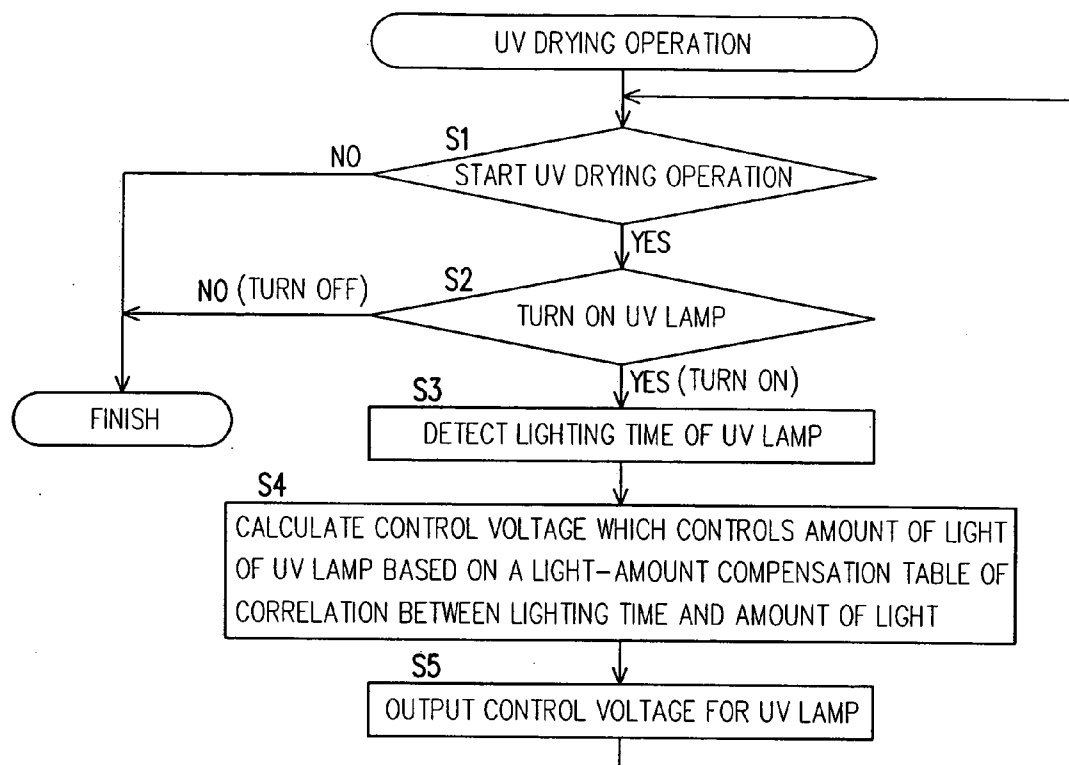 UV DRYING OPERATION
S1
NO
START UV DRYING OPERATION
YES
S2
NO (TURN OFF)
TURN ON UV LAMP
YES (TURN ON)
FINISH
S3
DETECT LIGHTING TIME OF UV LAMP
S4
CALCULATE CONTROL VOLTAGE WHICH CONTROLS AMOUNT OF LIGHT
OF UV LAMP BASED ON A LIGHT-AMOUNT COMPENSATION TABLE OF
CORRELATION BETWEEN LIGHTING TIME AND AMOUNT OF LIGHT
S5
OUTPUT CONTROL VOLTAGE FOR UV LAMP